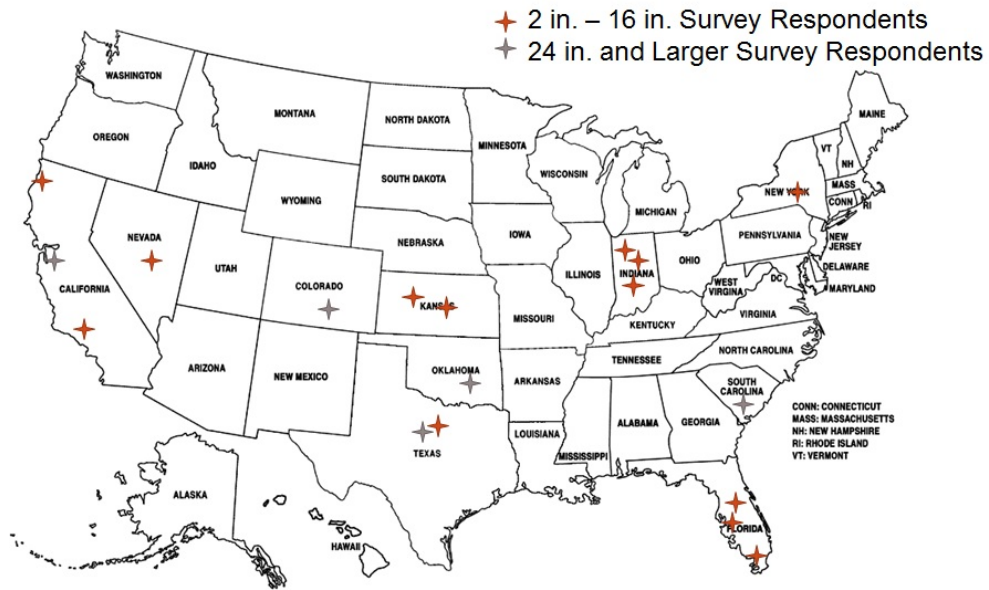 2 in. – 16 in. Survey Respondents
24 in. and Larger Survey Respondents
WASHINGTON
OREGON
IDAHO
MONTANA
NORTH DAKOTA
SOUTH DAKOTA
MINNESOTA
WISCONSIN
MICHIGAN
MAINE
VT
NH
NEW YORK
MASS
CONN
RI
WYOMING
NEBRASKA
IOWA
NEVADA
UTAH
COLORADO
KANSAS
ILLINOIS
INDIANA
OHIO
PENNSYLVANIA
NEW
JERSEY
DELAWARE
MARYLAND
DC
WEST
VIRGINIA
VIRGINIA
CALIFORNIA
MISSOURI
KENTUCKY
ARIZONA
NEW MEXICO
OKLAHOMA
ARKANSAS
TENNESSEE
NORTH CAROLINA
SOUTH
CAROLINA
TEXAS
LOUISIANA
MISSISSIPPI
ALABAMA
GEORGIA
FLORIDA
ALASKA
HAWAII
CONN: CONNECTICUT
MASS: MASSACHUSETTS
NH: NEW HAMPSHIRE
RI: RHODE ISLAND
VT: VERMONT